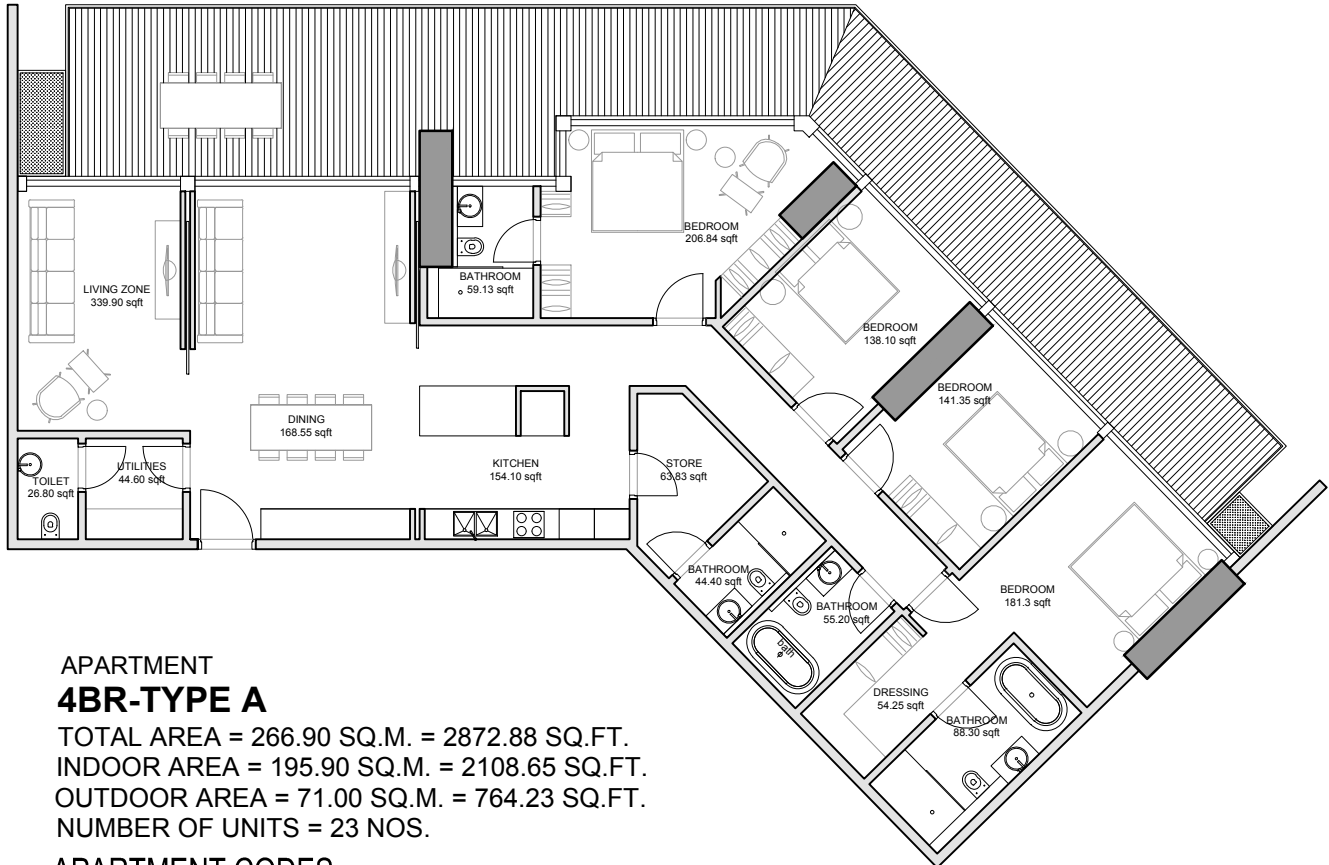 BEDROOM
206.84 sqft
BATHROOM
59.13 sqft
LIVING ZONE
339.90 sqft
BEDROOM
138.10 sqft
BEDROOM
141.35 sqft
DINING
168.55 sqft
KITCHEN
154.10 sqft
STORE
63.83 sqft
UTILITIES
44.60 sqft
TOILET
26.80 sqft
BATHROOM
44.40 sqft
BATHROOM
55.20 sqft
bath
BEDROOM
181.3 sqft
DRESSING
54.25 sqft
BATHROOM
88.30 sqft
APARTMENT
4BR-TYPE A
TOTAL AREA = 266.90 SQ.M. = 2872.88 SQ.FT.
INDOOR AREA = 195.90 SQ.M. = 2108.65 SQ.FT.
OUTDOOR AREA = 71.00 SQ.M. = 764.23 SQ.FT.
NUMBER OF UNITS = 23 NOS.
APARTMENT CODES